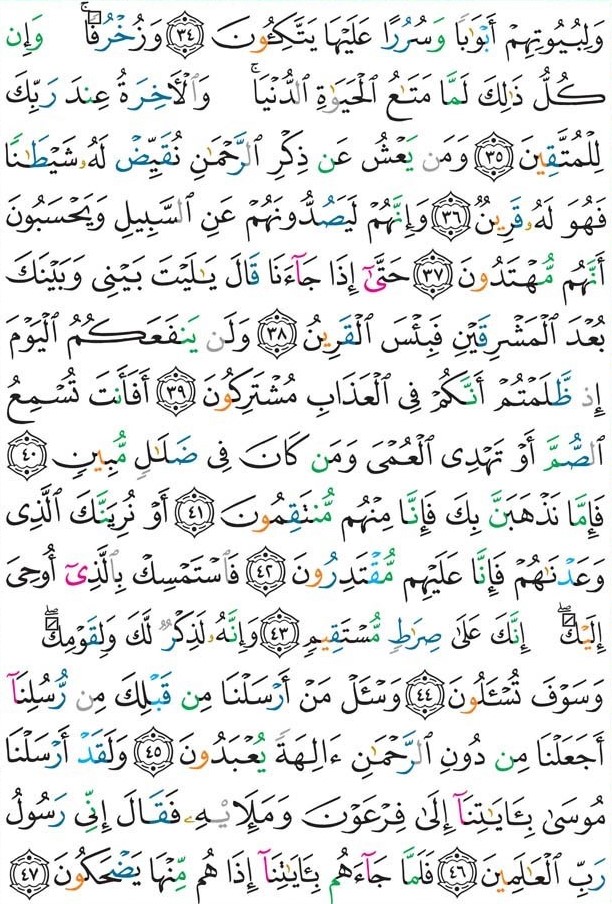 وَلِبُيُوتِهِمْ أَبْوَٰبًا وَسُرُرًا عَلَيْهَا يَتَّكِـُٔونَ ٣٤ وَزُخْرُفًا ۚ وَإِن
كُلُّ ذَٰلِكَ لَمَّا مَتَـٰعُ ٱلْحَيَوٰةِ ٱلدُّنْيَا ۚ وَٱلْـَٔاخِرَةُ عِندَ رَبِّكَ
لِلْمُتَّقِينَ ٣٥ وَمَن يَعْشُ عَن ذِكْرِ ٱلرَّحْمَـٰنِ نُقَيِّضْ لَهُۥ شَيْطَـٰنًا
فَهُوَ لَهُۥ قَرِينٌ ٣٦ وَإِنَّهُمْ لَيَصُدُّونَهُمْ عَنِ ٱلسَّبِيلِ وَيَحْسَبُونَ
أَنَّهُم مُّهْتَدُونَ ٣٧ حَتَّىٰٓ إِذَا جَآءَنَا قَالَ يَـٰلَيْتَ بَيْنِى وَبَيْنَكَ
بُعْدَ ٱلْمَشْرِقَيْنِ فَبِئْسَ ٱلْقَرِينُ ٣٨ وَلَن يَنفَعَكُمُ ٱلْيَوْمَ
إِذ ظَّلَمْتُمْ أَنَّكُمْ فِى ٱلْعَذَابِ مُشْتَرِكُونَ ٣٩ أَفَأَنتَ تُسْمِعُ
ٱلصُّمَّ أَوْ تَهْدِى ٱلْعُمْىَ وَمَن كَانَ فِى ضَلَـٰلٍ مُّبِينٍ ٤٠
فَإِمَّا نَذْهَبَنَّ بِكَ فَإِنَّا مِنْهُم مُّنتَقِمُونَ ٤١ أَوْ نُرِيَنَّكَ ٱلَّذِى
وَعَدْنَـٰهُمْ فَإِنَّا عَلَيْهِم مُّقْتَدِرُونَ ٤٢ فَٱسْتَمْسِكْ بِٱلَّذِىٓ أُوحِىَ
إِلَيْكَ ۖ إِنَّكَ عَلَىٰ صِرَٰطٍ مُّسْتَقِيمٍ ٤٣ وَإِنَّهُۥ لَذِكْرٌ لَّكَ وَلِقَوْمِكَ ۖ
وَسَوْفَ تُسْـَٔلُونَ ٤٤ وَسْـَٔلْ مَنْ أَرْسَلْنَا مِن قَبْلِكَ مِن رُّسُلِنَآ
أَجَعَلْنَا مِن دُونِ ٱلرَّحْمَـٰنِ ءَالِهَةً يُعْبَدُونَ ٤٥ وَلَقَدْ أَرْسَلْنَا
مُوسَىٰ بِـَٔايَـٰتِنَآ إِلَىٰ فِرْعَوْنَ وَمَلَإِي۟هِۦ فَقَالَ إِنِّى رَسُولُ
رَبِّ ٱلْعَـٰلَمِينَ ٤٦ فَلَمَّا جَآءَهُم بِـَٔايَـٰتِنَآ إِذَا هُم مِّنْهَا يَضْحَكُونَ ٤٧